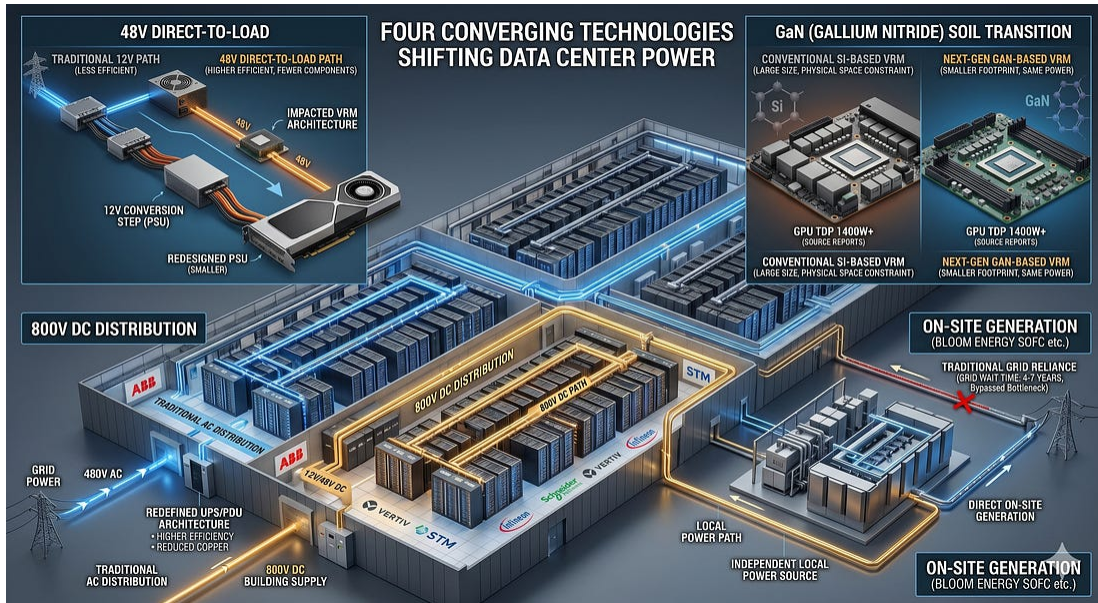 FOUR CONVERGING TECHNOLOGIES
SHIFTING DATA CENTER POWER
48V DIRECT-TO-LOAD
TRADITIONAL 12V PATH
(LESS EFFICIENT)
48V DIRECT-TO-LOAD PATH
(HIGHER EFFICIENT, FEWER COMPONENTS)
48V
IMPACTED VRM
ARCHITECTURE
48V
12V CONVERSION
STEP (PSU)
REDESIGNED PSU
(SMALLER)
GaN (GALLIUM NITRIDE) SOIL TRANSITION
CONVENTIONAL SI-BASED VRM
(LARGE SIZE, PHYSICAL SPACE CONSTRAINT)
Si
GPU TDP 1400W+
(SOURCE REPORTS)
CONVENTIONAL SI-BASED VRM
(LARGE SIZE, PHYSICAL SPACE CONSTRAINT)
NEXT-GEN GAN-BASED VRM
(SMALLER FOOTPRINT, SAME POWER)
GaN
GPU TDP 1400W+
(SOURCE REPORTS)
NEXT-GEN GAN-BASED VRM
(SMALLER FOOTPRINT, SAME POWER)
800V DC DISTRIBUTION
ABB
TRADITIONAL AC DISTRIBUTION
ABB
800V DC DISTRIBUTION
800V DC PATH
STM
12V/48V DC
VERTIV
STM
Infineon
Schneider
VERTIV
Infineon
GRID
POWER
480V AC
REDEFINED UPS/PDU
ARCHITECTURE
• HIGHER EFFICIENCY
• REDUCED COPPER
TRADITIONAL
AC DISTRIBUTION
800V DC
BUILDING SUPPLY
ON-SITE GENERATION
(BLOOM ENERGY SOFC etc.)
TRADITIONAL GRID RELIANCE
(GRID WAIT TIME: 4-7 YEARS,
Bypassed Bottleneck)
DIRECT ON-SITE
GENERATION
LOCAL
POWER PATH
INDEPENDENT LOCAL
POWER SOURCE
ON-SITE GENERATION
(BLOOM ENERGY SOFC etc.)